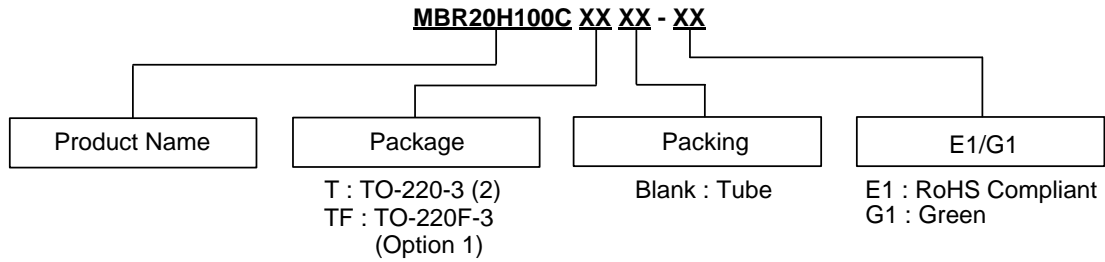 MBR20H100C XX XX - XX
Product Name
Package
Packing
E1/G1
T : TO-220-3 (2)
TF : TO-220F-3
(Option 1)
Blank : Tube
E1 : RoHS Compliant
G1 : Green